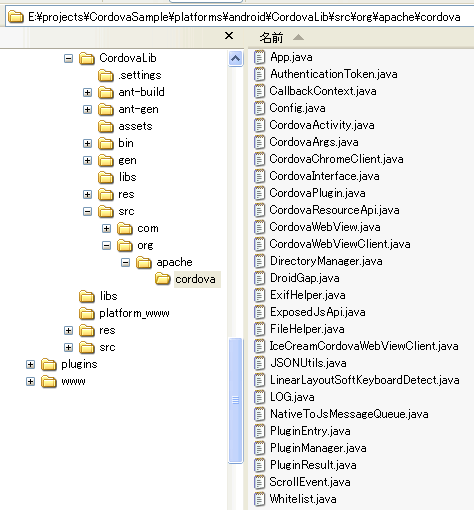 E:¥projects¥CordovaSample¥platforms¥android¥CordovaLib¥src¥org¥apache¥cordova
CordovaLib
.settings
ant-build
ant-gen
assets
bin
gen
libs
res
src
com
org
apache
cordova
libs
platform_www
res
src
plugins
www
名前
App.java
AuthenticationToken.java
CallbackContext.java
Config.java
CordovaActivity.java
CordovaArgs.java
CordovaChromeClient.java
CordovaInterface.java
CordovaPlugin.java
CordovaResourceApi.java
CordovaWebView.java
CordovaWebViewClient.java
DirectoryManager.java
DroidGap.java
ExifHelper.java
ExposedJsApi.java
FileHelper.java
IceCreamCordovaWebViewClient.java
JSONUtils.java
LinearLayoutSoftKeyboardDetect.java
LOG.java
NativeToJsMessageQueue.java
PluginEntry.java
PluginManager.java
PluginResult.java
ScrollEvent.java
Whitelist.java